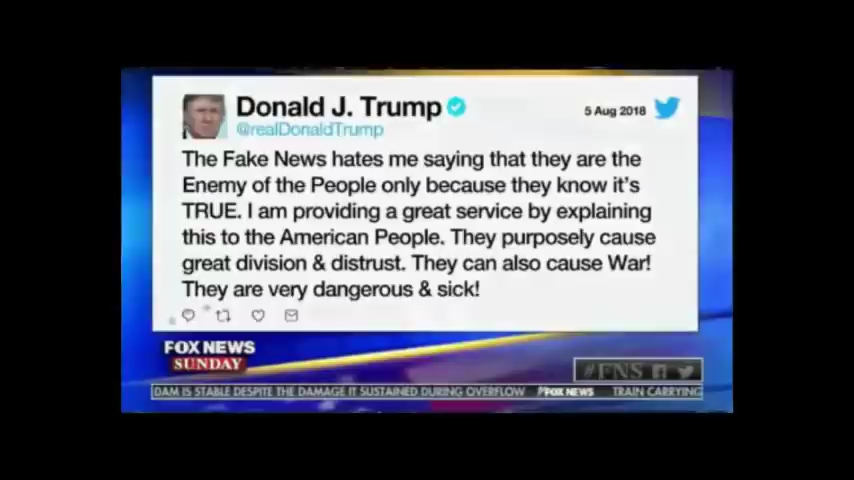 Donald J. Trump
5 Aug 2018
@realDonaldTrump
The Fake News hates me saying that they are the
Enemy of the People only because they know it's
TRUE. I am providing a great service by explaining
this to the American People. They purposely cause
great division & distrust. They can also cause War!
They are very dangerous & sick!
FOX NEWS
SUNDAY
#FNS
DAM IS STABLE DESPITE THE DAMAGE IT SUSTAINED DURING OVERFLOW FOX NEWS TRAIN CARRYING